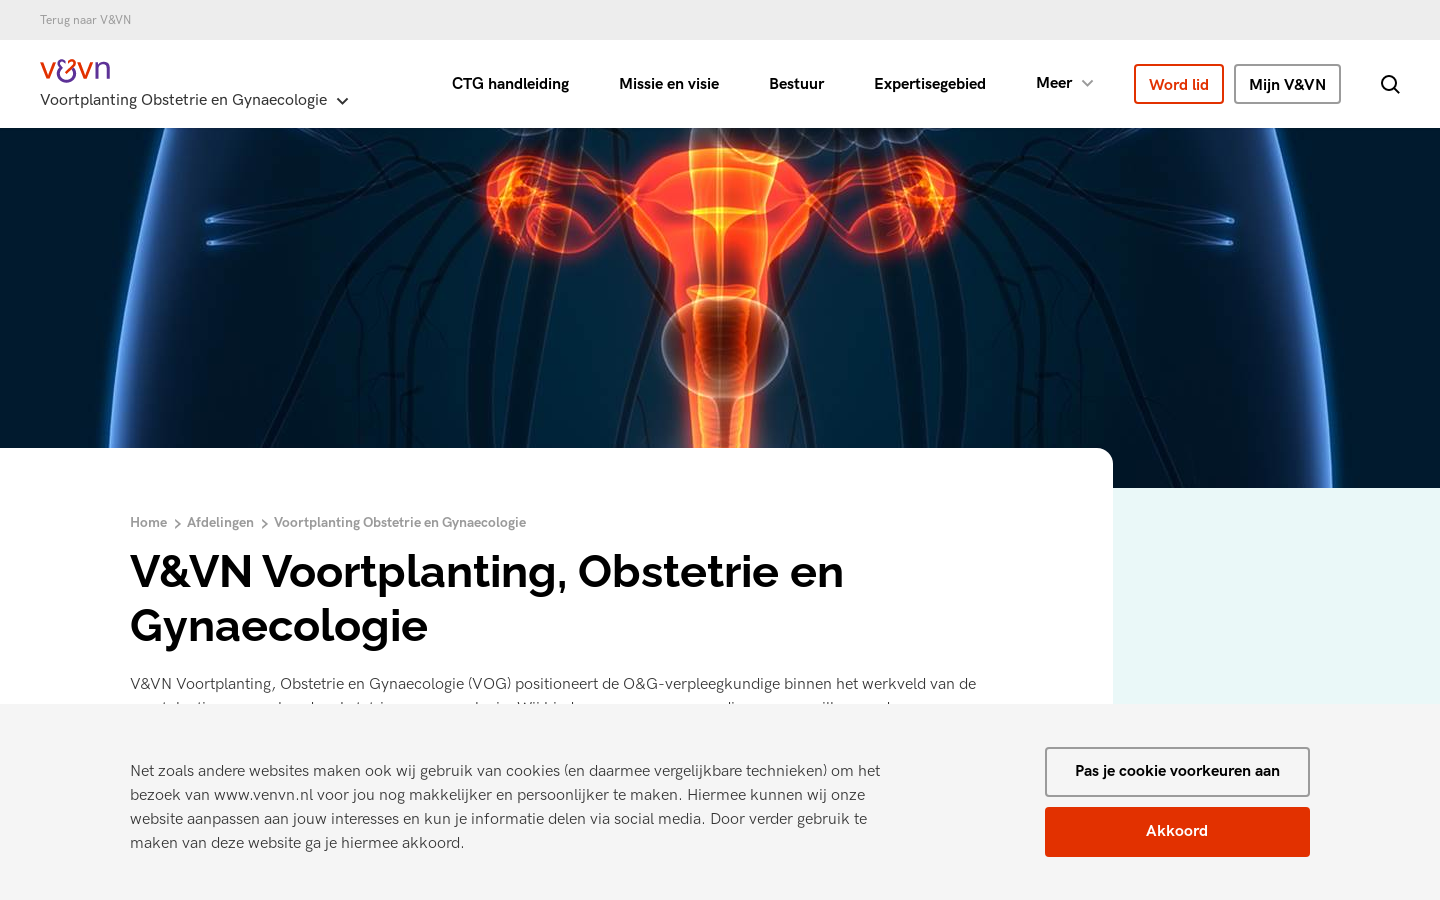 Terug naar V&VN
v&vn
Voortplanting Obstetrie en Gynaecologie
CTG handleiding
Missie en visie
Bestuur
Expertisegebied
Meer
Word lid
Mijn V&VN
Home
Afdelingen
Voortplanting Obstetrie en Gynaecologie
V&VN Voortplanting, Obstetrie en
Gynaecologie
V&VN Voortplanting, Obstetrie en Gynaecologie (VOG) positioneert de O&G-verpleegkundige binnen het werkveld van de
Net zoals andere websites maken ook wij gebruik van cookies (en daarmee vergelijkbare technieken) om het
bezoek van www.venvn.nl voor jou nog makkelijker en persoonlijker te maken. Hiermee kunnen wij onze
website aanpassen aan jouw interesses en kun je informatie delen via social media. Door verder gebruik te
maken van deze website ga je hiermee akkoord.
Pas je cookie voorkeuren aan
Akkoord